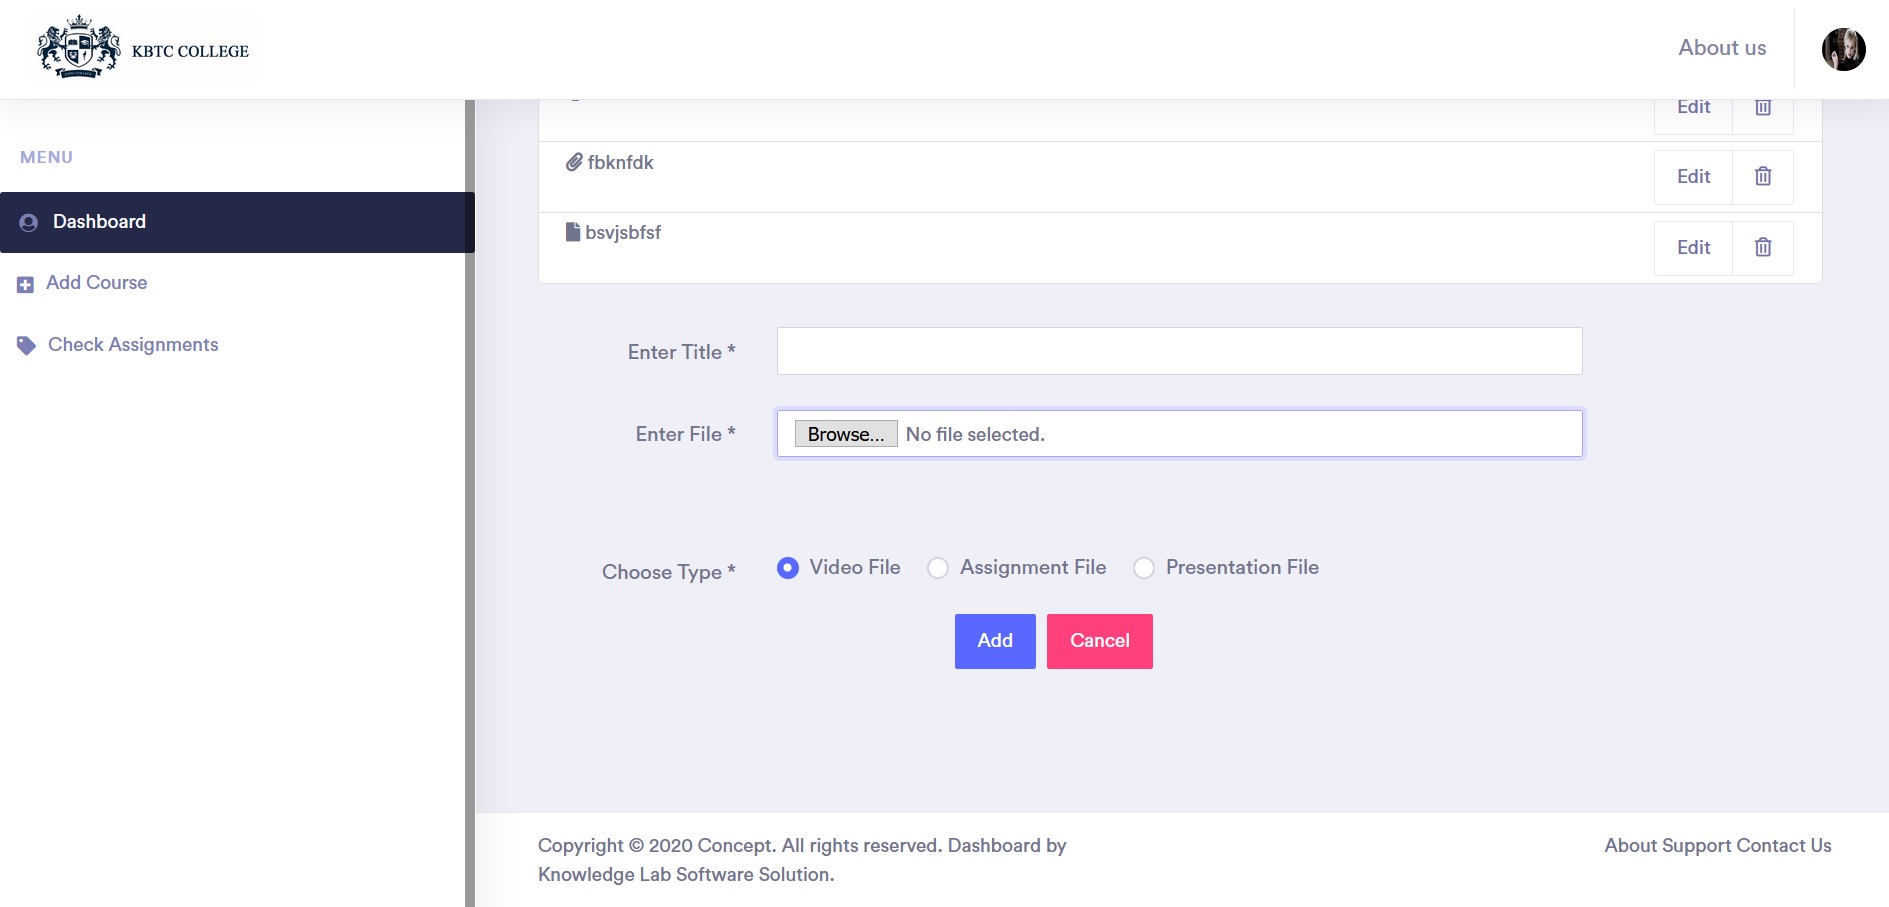 KBTC COLLEGE
About us
MENU
Dashboard
Add Course
Check Assignments
Edit
fbknfdk
Edit
bsvjsbfsf
Edit
Enter Title *
Enter File *
Browse... No file selected.
Choose Type *
Video File
Assignment File
Presentation File
Add
Cancel
Copyright © 2020 Concept. All rights reserved. Dashboard by
Knowledge Lab Software Solution.
About Support Contact Us